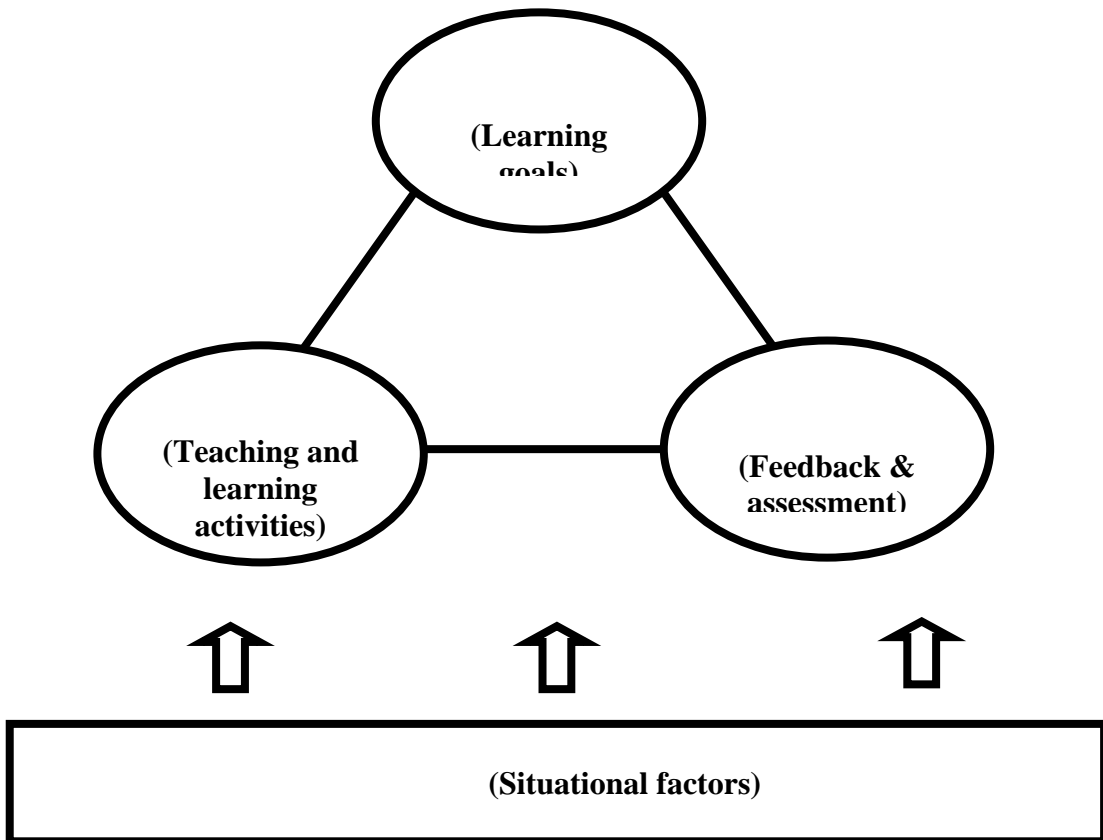 (Learning
goals)
(Teaching and
learning
activities)
(Feedback &
assessment)
(Situational factors)